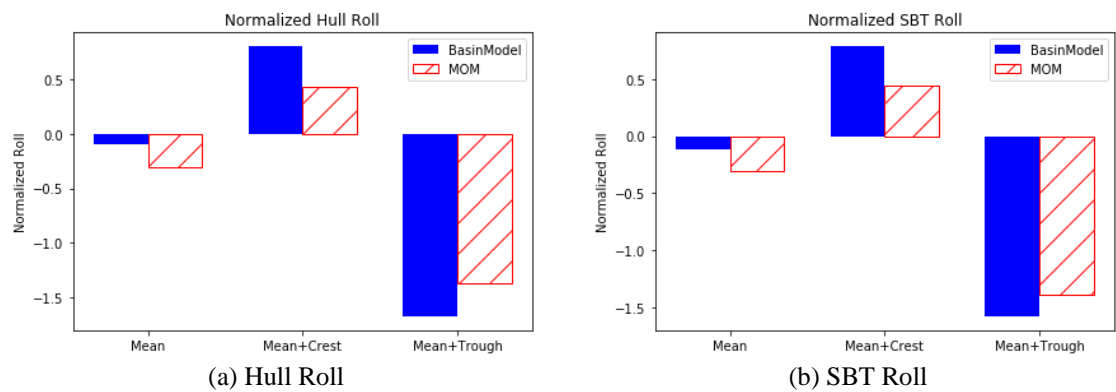 Normalized Hull Roll
Normalized Roll
0.5
0.0
−0.5
−1.0
−1.5
BasinModel
MOM
Mean
Mean+Crest
Mean+Trough
(a) Hull Roll
Normalized SBT Roll
Normalized Roll
0.5
0.0
−0.5
−1.0
−1.5
BasinModel
MOM
Mean
Mean+Crest
Mean+Trough
(b) SBT Roll